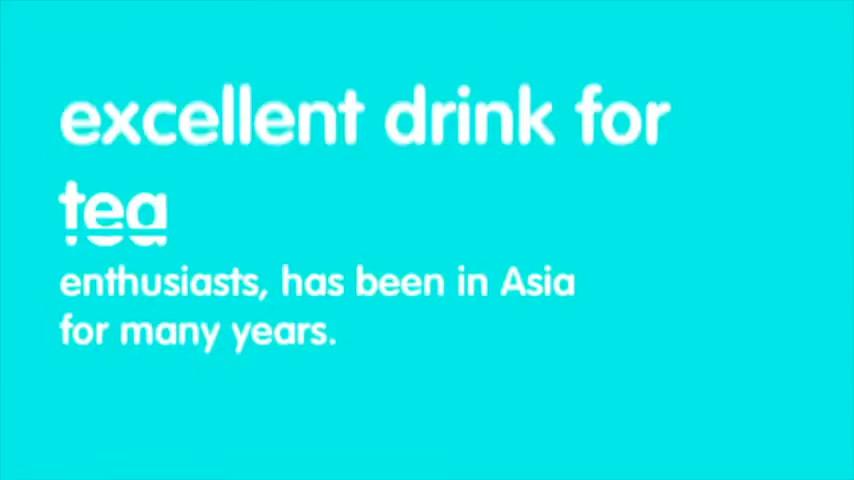 excellent drink for
tea
enthusiasts, has been in Asia
for many years.